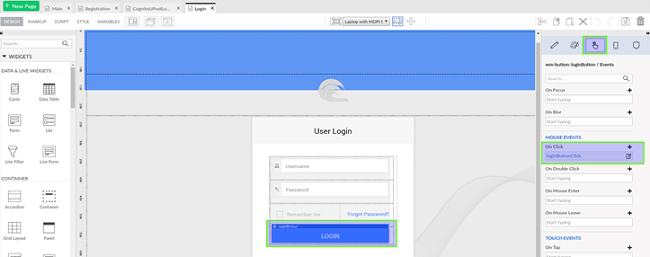 + New Page
Main
Registration
CognitoUPostLo...
Login
DESIGN
MARKUP
SCRIPT
STYLE
VARIABLES
Laptop with MDPI S
Search...
WIDGETS
DATA & LIVE WIDGETS
Cards
Data Table
Form
List
Live Filter
Live Form
CONTAINER
Accordion
Container
Grid Layout
Panel
User Login
Username
Password
Remember me
Forgot Password?
loginButton
LOGIN
wm-button: loginButton / Events
Search...
On Focus
Start typing
On Blur
Start typing
MOUSE EVENTS
On Click
loginButtonClick
On Double Click
Start typing
On Mouse Enter
Start typing
On Mouse Leave
Start typing
TOUCH EVENTS
On Tap
Start typing